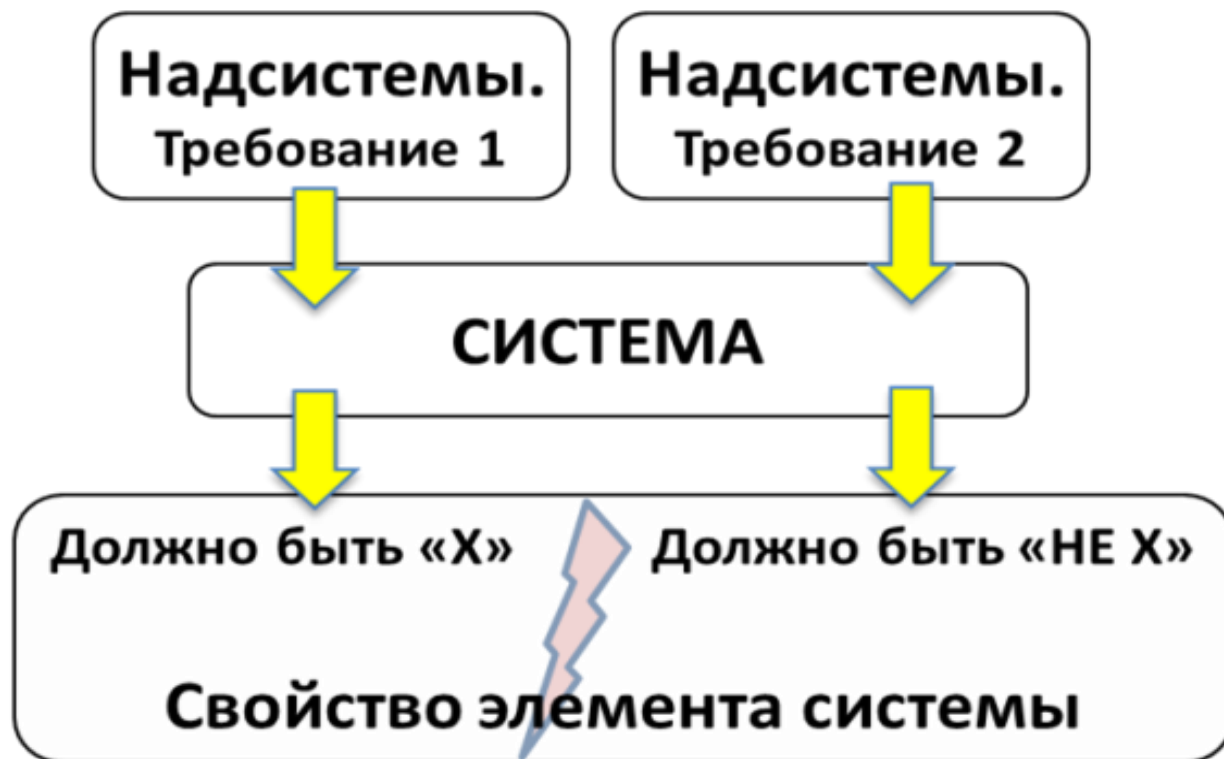 Надсистемы.
Требование 1
Надсистемы.
Требование 2
СИСТЕМА
Должно быть «Х»
Должно быть «НЕ Х»
Свойство элемента системы